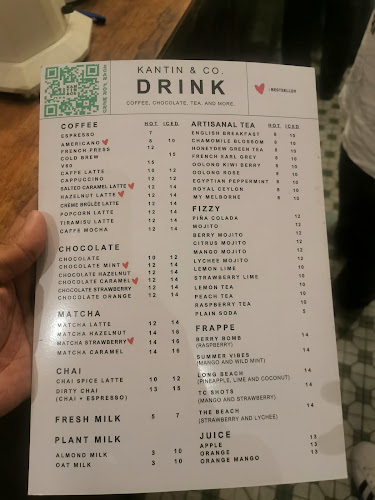 KANTIN & CO.
DRINK
COFFEE, CHOCOLATE, TEA, AND MORE.
: BESTSELLER
COFFEE HOT ICED
ESPRESSO 7
AMERICANO 8 10
FRENCH PRESS 12
COLD BREW 15
V60 15
CAFFE LATTE 10 12
CAPPUCCINO 12 12
SALTED CARAMEL LATTE 12 14
HAZELNUT LATTE 12 14
CRÈME BRÛLÉE LATTE 12 14
POPCORN LATTE 12 14
TIRAMISU LATTE 12 14
CAFFE MOCHA 12 14
CHOCOLATE
CHOCOLATE 10 12
CHOCOLATE MINT 12 14
CHOCOLATE HAZELNUT 12 14
CHOCOLATE CARAMEL 12 14
CHOCOLATE STRAWBERRY 12 14
CHOCOLATE ORANGE 12 14
MATCHA
MATCHA LATTE 12 14
MATCHA HAZELNUT 14 16
MATCHA STRAWBERRY 14 16
MATCHA CARAMEL 14 16
CHAI
CHAI SPICE LATTE 10 12
DIRTY CHAI 13 15
(CHAI + ESPRESSO)
FRESH MILK 5 7
PLANT MILK
ALMOND MILK 3 10
OAT MILK 3 10
ARTISANAL TEA HOT ICED
ENGLISH BREAKFAST 8 10
CHAMOMILE BLOSSOM 8 10
HONEYDEW GREEN TEA 8 10
FRENCH EARL GREY 8 10
OOLONG KIWI BERRY 8 10
OOLONG ROSE 8 10
EGYPTIAN PEPPERMINT 8 10
ROYAL CEYLON 8 10
MY MELBORNE 8 10
FIZZY
PIÑA COLADA 12
MOJITO 12
BERRY MOJITO 12
CITRUS MOJITO 12
MANGO MOJITO 12
LYCHEE MOJITO 12
LEMON LIME 10
STRAWBERRY LIME 10
LEMON TEA 10
PEACH TEA 10
RASPBERRY TEA 10
PLAIN SODA 5
FRAPPE
BERRY BOMB 14
(RASPBERRY)
SUMMER VIBES 14
(MANGO AND WILD MINT)
LONG BEACH 14
(PINEAPPLE, LIME AND COCONUT)
TC SHOTS 14
(MANGO AND STRAWBERRY)
THE BEACH 14
(STRAWBERRY AND LYCHEE)
JUICE
APPLE 13
ORANGE 13
ORANGE MANGO 13